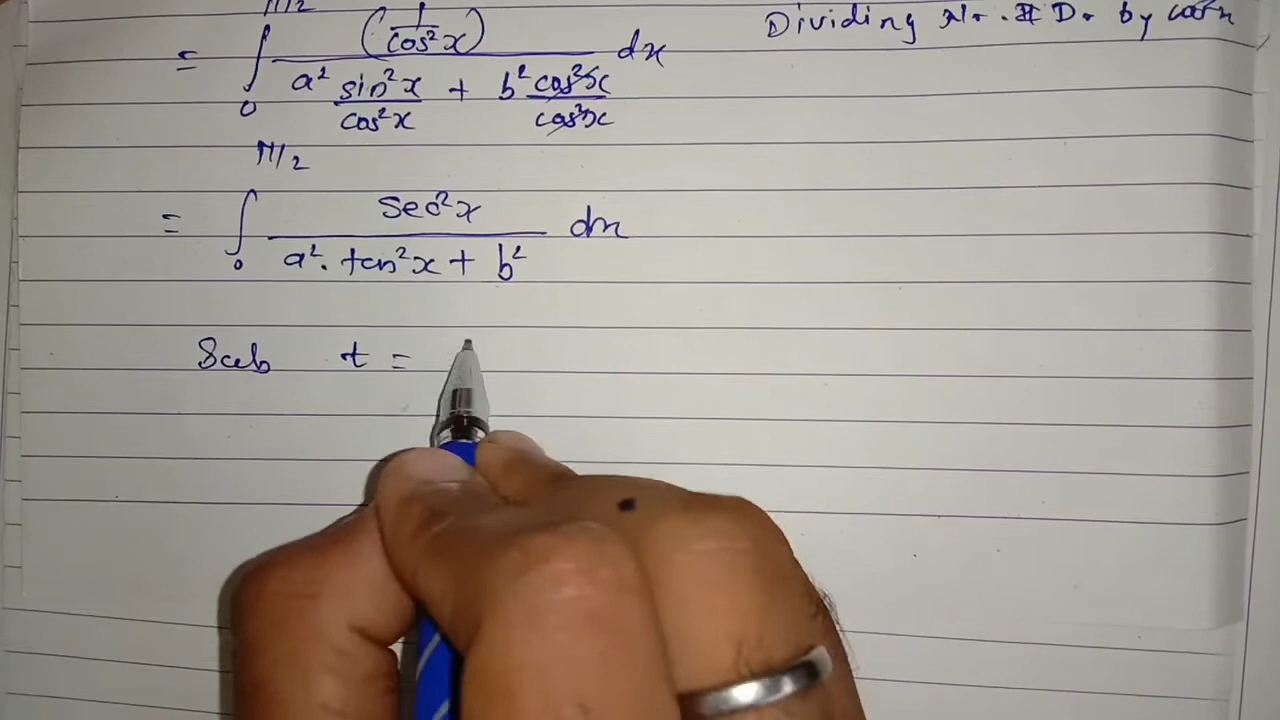 = ∫₀^(π/2) (1/cos²x) / (a² sin²x/cos²x + b² cos²x/cos²x) dx
Dividing Nr. & Dr by cos²x
= ∫₀^(π/2) sec²x / (a². tan²x + b²) dx
Sub t =